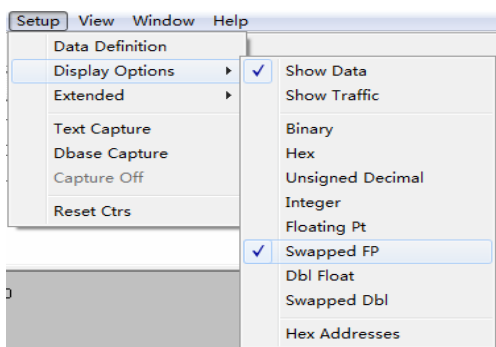 Setup View Window Help
Data Definition
Display Options
Extended
Text Capture
Dbase Capture
Capture Off
Reset Ctrs
Show Data
Show Traffic
Binary
Hex
Unsigned Decimal
Integer
Floating Pt
Swapped FP
Dbl Float
Swapped Dbl
Hex Addresses